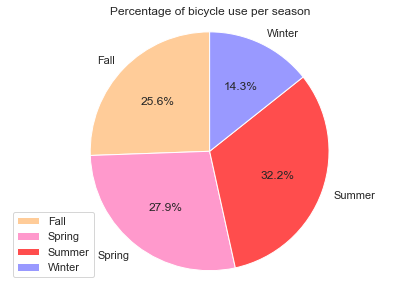 Percentage of bicycle use per season
Winter
Fall
14.3%
25.6%
32.2%
Summer
27.9%
Spring
Fall
Spring
Summer
Winter